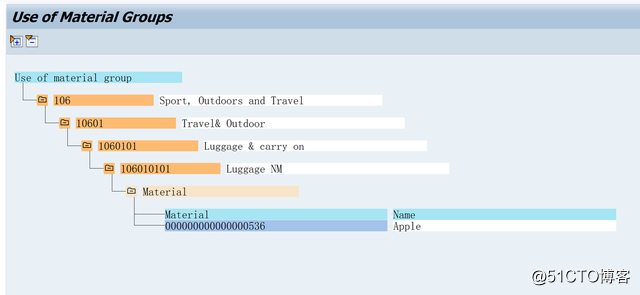 Use of Material Groups
Use of material group
106 Sport, Outdoors and Travel
10601 Travel& Outdoor
1060101 Luggage & carry on
106010101 Luggage NM
Material
Material Name
000000000000000536 Apple
@51CTO博客